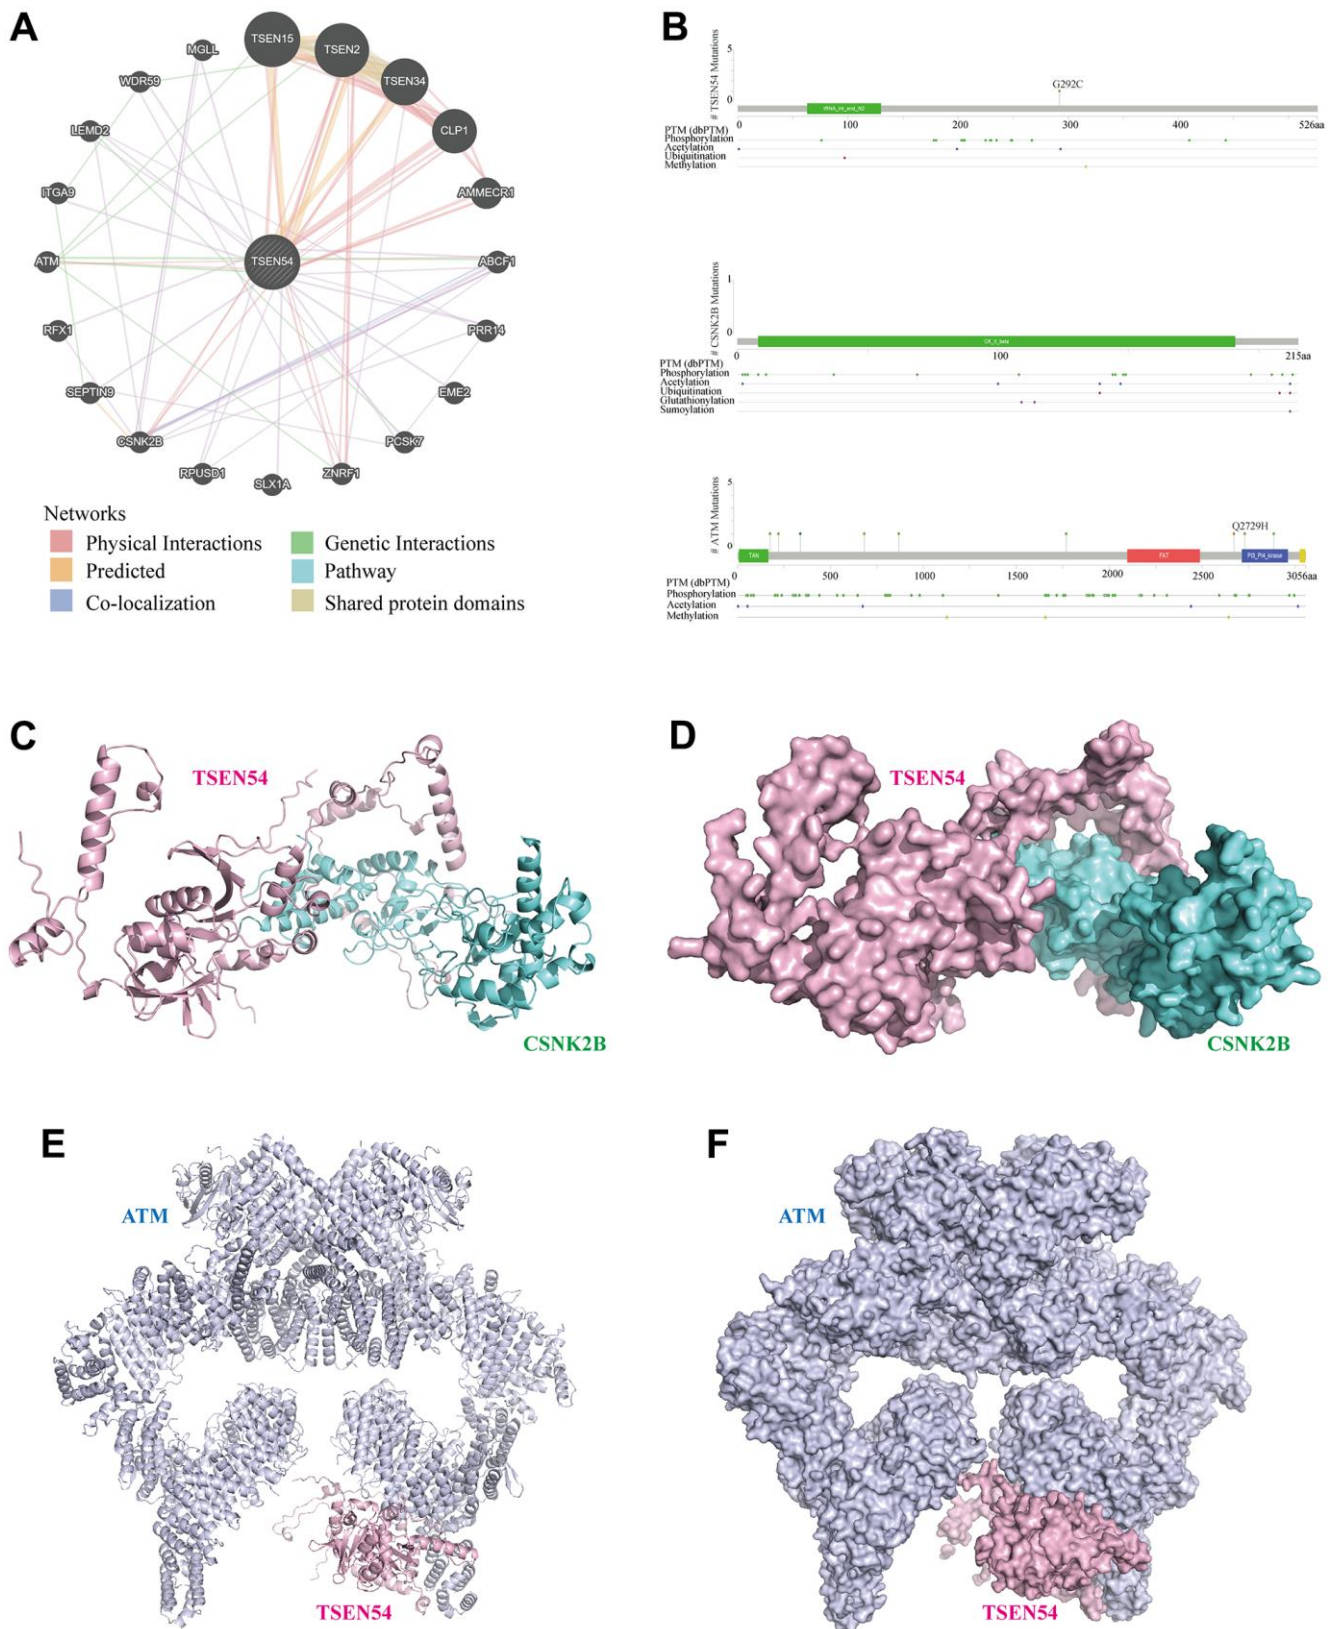 A
TSEN15
TSEN2
TSEN34
CLP1
AMMECR1
ABCF1
PRR14
EME2
PCSK7
ZNRF1
SLX1A
RPUSD1
CSNK2B
SEPTIN9
RFX1
ATM
ITGA9
LEMD2
WDR59
MGLL
TSEN54
Networks
Physical Interactions
Genetic Interactions
Predicted
Pathway
Co-localization
Shared protein domains
B
# TSEN54 Mutations
5
0
G292C
tRNA_int_end_N2
0 100 200 300 400 526aa
PTM (dbPTM)
Phosphorylation
Acetylation
Ubiquitination
Methylation
# CSNK2B Mutations
1
0
CK_II_beta
0 100 215aa
PTM (dbPTM)
Phosphorylation
Acetylation
Ubiquitination
Glutathionylation
Sumoylation
# ATM Mutations
5
0
Q2729H
TAN FAT PI3_PI4_kinase
0 500 1000 1500 2000 2500 3056aa
PTM (dbPTM)
Phosphorylation
Acetylation
Methylation
C
TSEN54
CSNK2B
D
TSEN54
CSNK2B
E
ATM
TSEN54
F
ATM
TSEN54